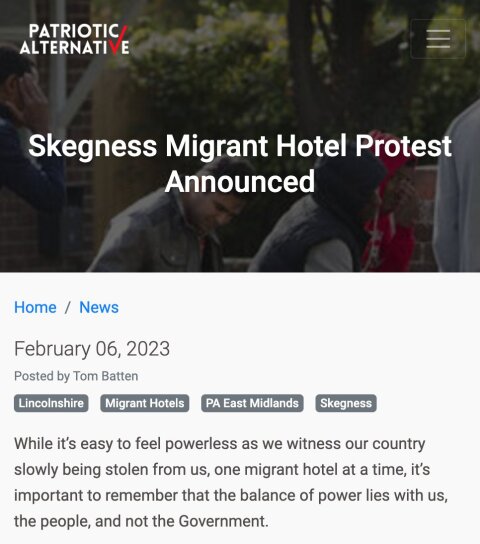 PATRIOTIC
ALTERNATIVE
Skegness Migrant Hotel Protest
Announced
Home / News
February 06, 2023
Posted by Tom Batten
Lincolnshire Migrant Hotels PA East Midlands Skegness
While it’s easy to feel powerless as we witness our country
slowly being stolen from us, one migrant hotel at a time, it’s
important to remember that the balance of power lies with us,
the people, and not the Government.